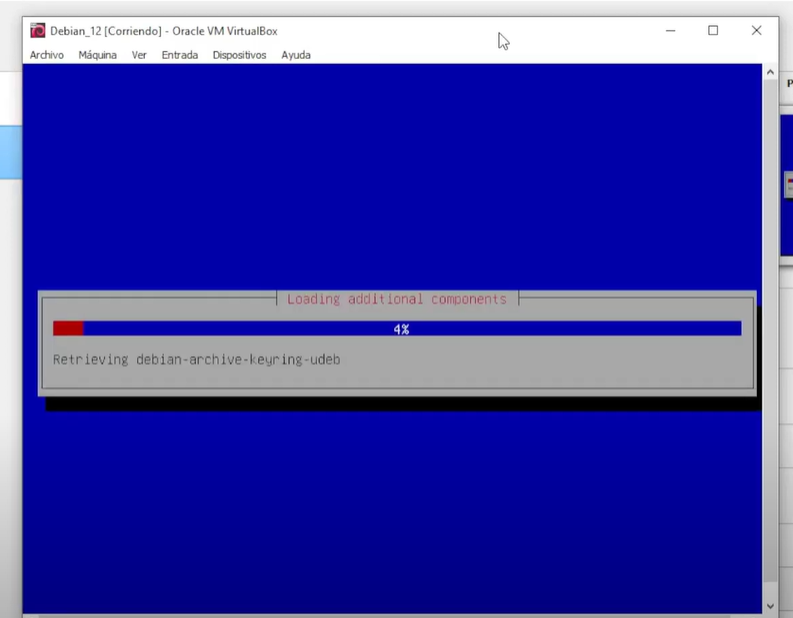 Debian_12 [Corriendo] - Oracle VM VirtualBox
Archivo Máquina Ver Entrada Dispositivos Ayuda
P
Loading additional components
4%
Retrieving debian-archive-keyring-udeb